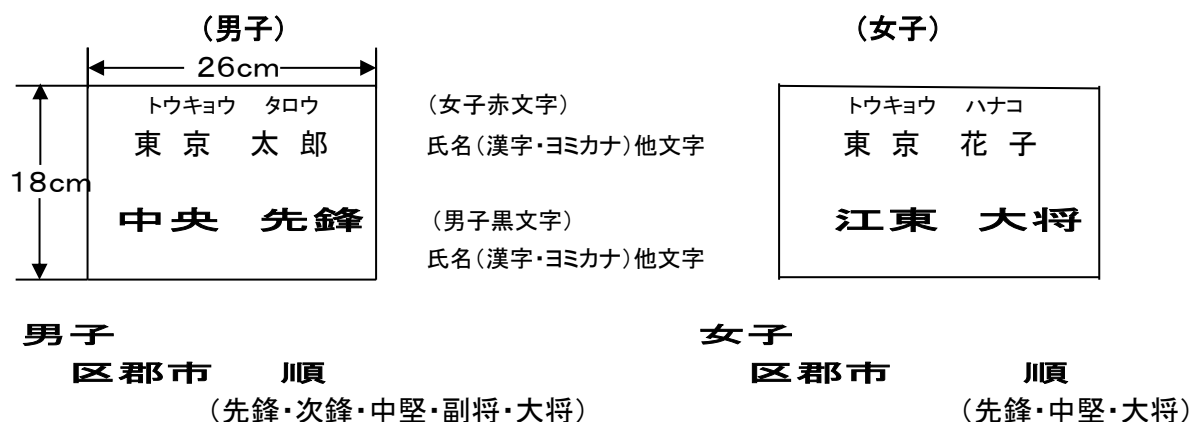 （男子）
（女子）
26cm
18cm
トウキョウ　タロウ
東 京　太 郎
中央　先鋒
（女子赤文字）
氏名（漢字・ヨミカナ）他文字
（男子黒文字）
氏名（漢字・ヨミカナ）他文字
トウキョウ　ハナコ
東 京　花 子
江東　大将
男子
区郡市　順
（先鋒・次鋒・中堅・副将・大将）
女子
区郡市　順
（先鋒・中堅・大将）